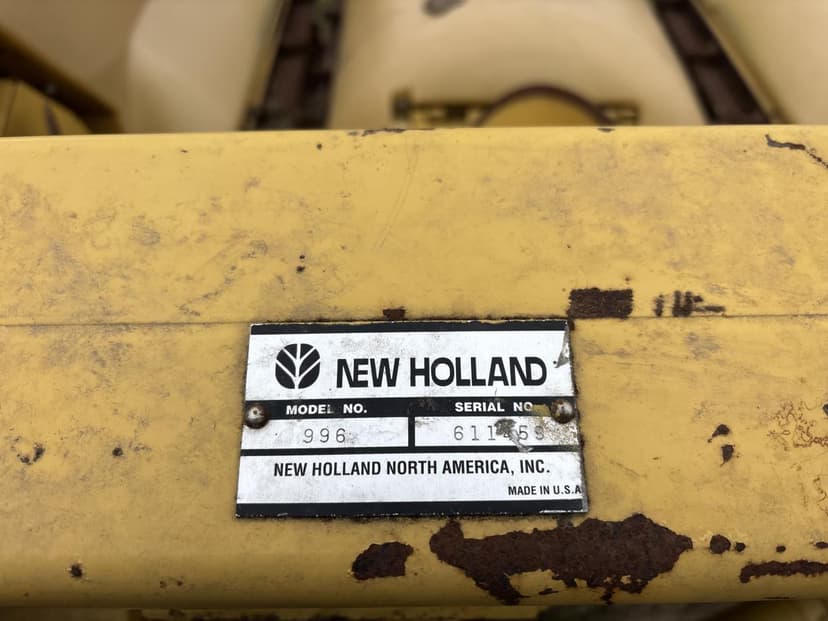 NEW HOLLAND
MODEL NO. SERIAL NO.
996
NEW HOLLAND NORTH AMERICA, INC.
MADE IN U.S.A